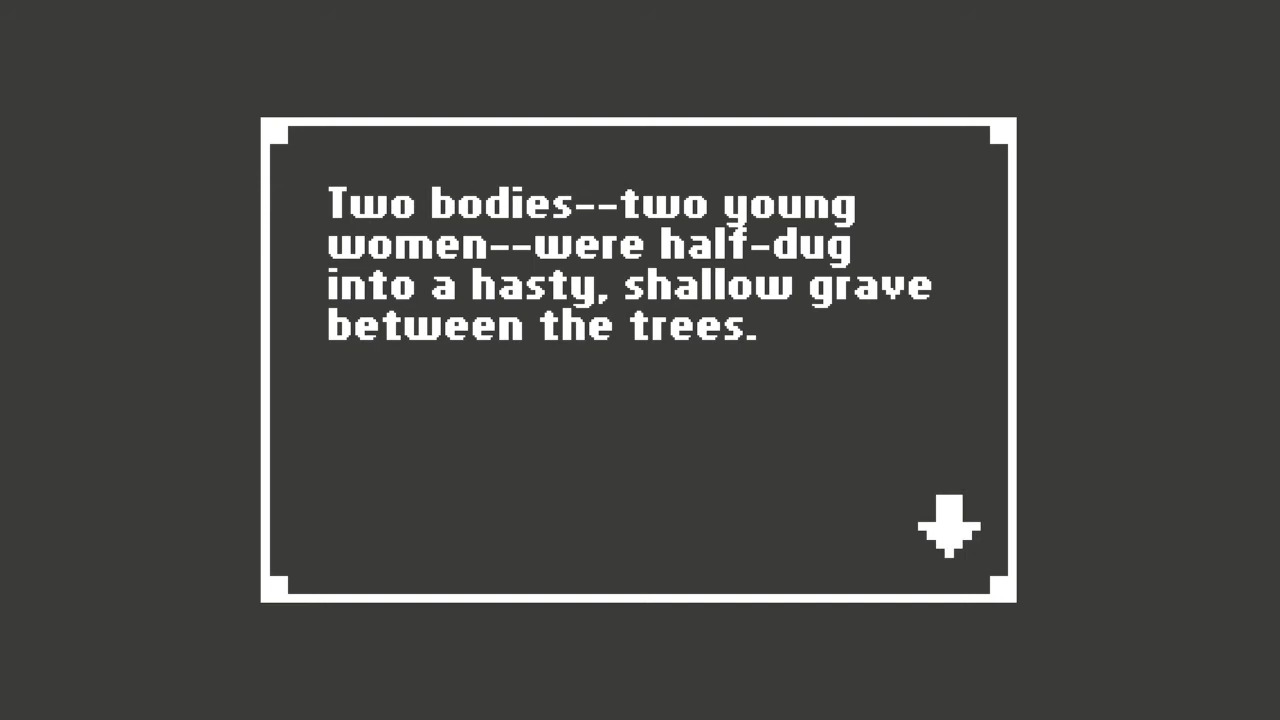 Two bodies--two young
women--were half-dug
into a hasty, shallow grave
between the trees.